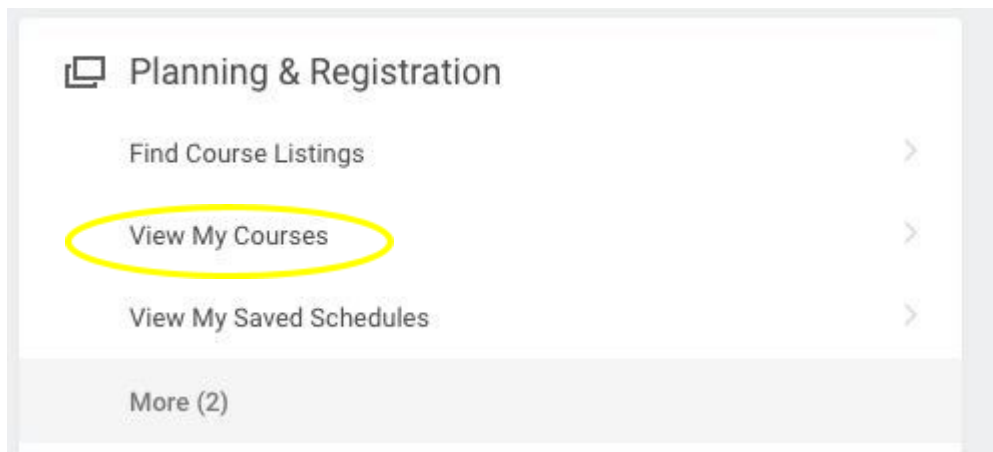 Planning & Registration
Find Course Listings
View My Courses
View My Saved Schedules
More (2)